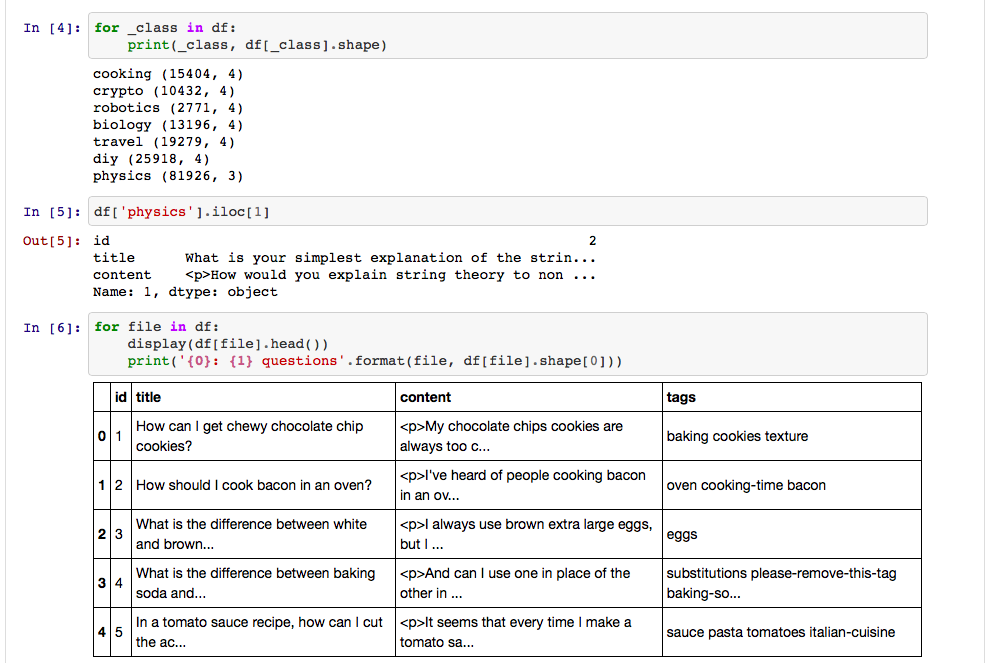 In [4]: for _class in df:
print(_class, df[_class].shape)
cooking (15404, 4)
crypto (10432, 4)
robotics (2771, 4)
biology (13196, 4)
travel (19279, 4)
diy (25918, 4)
physics (81926, 3)
In [5]: df['physics'].iloc[1]
Out[5]: id 2
title What is your simplest explanation of the strin...
content <p>How would you explain string theory to non ...
Name: 1, dtype: object
In [6]: for file in df:
display(df[file].head())
print('{0}: {1} questions'.format(file, df[file].shape[0]))
id title content tags
0 1 How can I get chewy chocolate chip cookies? <p>My chocolate chips cookies are always too c... baking cookies texture
1 2 How should I cook bacon in an oven? <p>I've heard of people cooking bacon in an ov... oven cooking-time bacon
2 3 What is the difference between white and brown... <p>I always use brown extra large eggs, but I ... eggs
3 4 What is the difference between baking soda and... <p>And can I use one in place of the other in ... substitutions please-remove-this-tag baking-so...
4 5 In a tomato sauce recipe, how can I cut the ac... <p>It seems that every time I make a tomato sa... sauce pasta tomatoes italian-cuisine